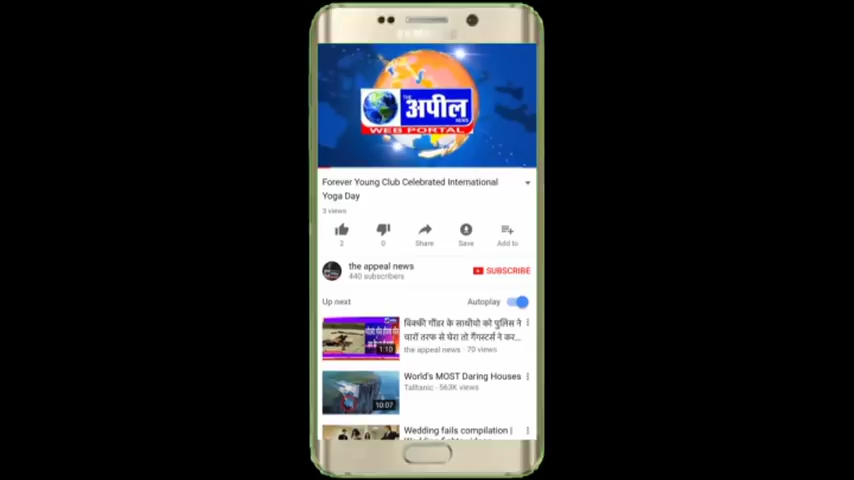 SAMSUNG
THE
अपील
NEWS
WEB PORTAL
Forever Young Club Celebrated International
Yoga Day
3 views
2
0
Share
Save
Add to
the appeal news
440 subscribers
SUBSCRIBE
Up next
Autoplay
विक्की गौंडर के साथीयो को पुलिस ने
चारों तरफ से घेरा तो गैंगस्टर्स ने कर...
the appeal news · 70 views
1:10
World's MOST Daring Houses
Talltanic · 563K views
10:07
Wedding fails compilation |